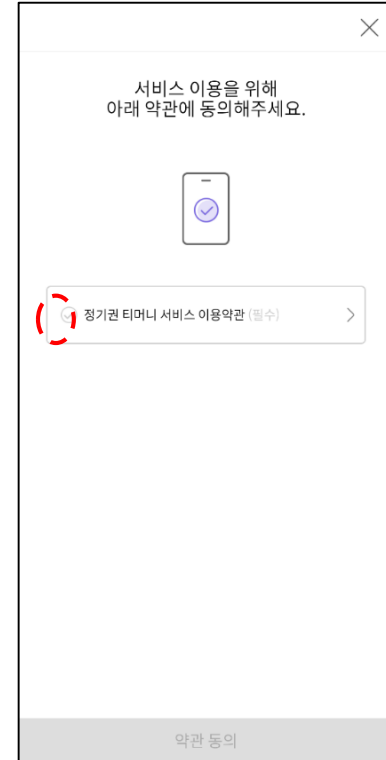 서비스 이용을 위해
아래 약관에 동의해주세요.
정기권 티머니 서비스 이용약관 (필수)
약관 동의